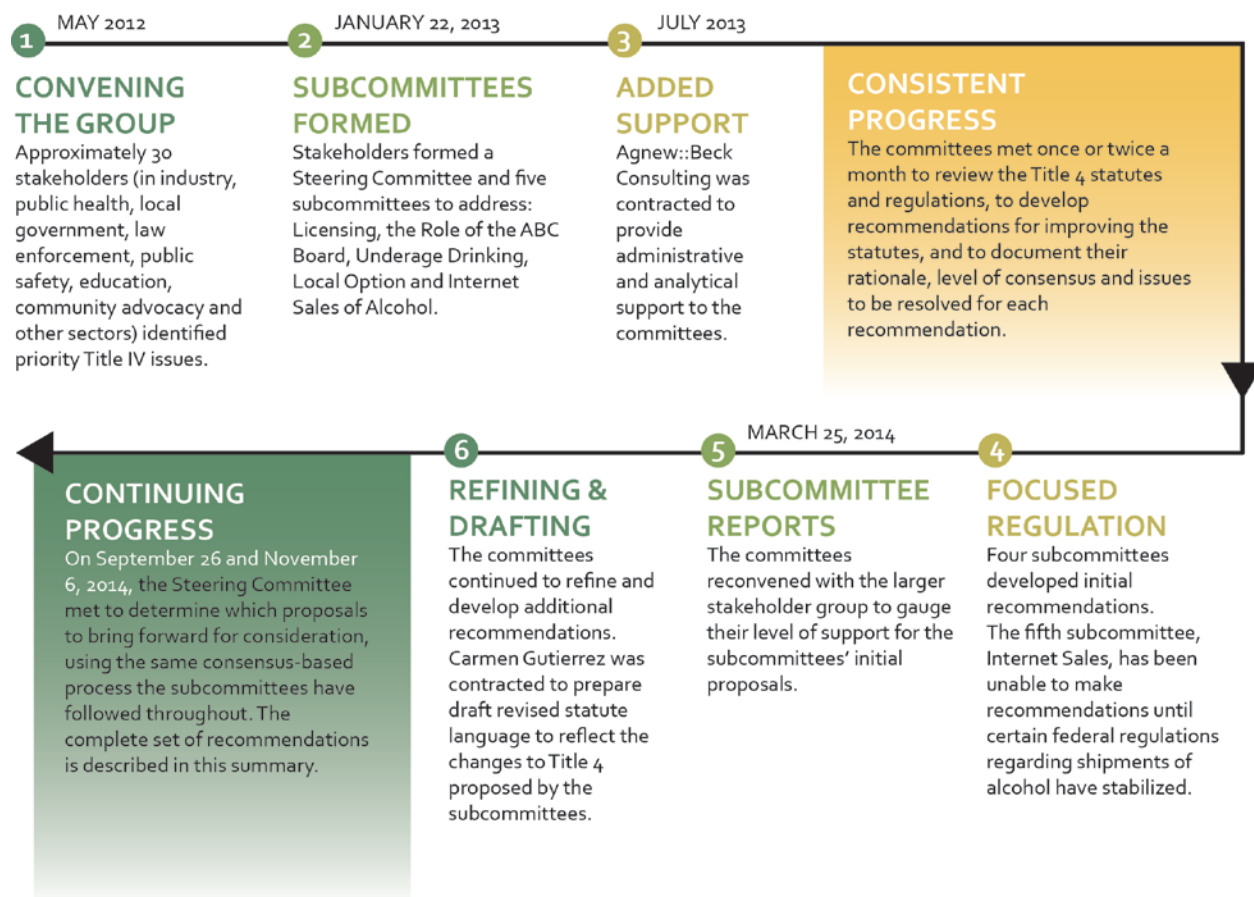 MAY 2012
1
CONVENING
THE GROUP
Approximately 30
stakeholders (in industry,
public health, local
government, law
enforcement, public
safety, education,
community advocacy and
other sectors) identified
priority Title IV issues.
JANUARY 22, 2013
2
SUBCOMMITTEES
FORMED
Stakeholders formed a
Steering Committee and five
subcommittees to address:
Licensing, the Role of the ABC
Board, Underage Drinking,
Local Option and Internet
Sales of Alcohol.
JULY 2013
3
ADDED
SUPPORT
Agnew::Beck
Consulting was
contracted to
provide
administrative
and analytical
support to the
committees.
CONSISTENT
PROGRESS
The committees met once or twice a
month to review the Title 4 statutes
and regulations, to develop
recommendations for improving the
statutes, and to document their
rationale, level of consensus and issues
to be resolved for each
recommendation.
4
FOCUSED
REGULATION
Four subcommittees
developed initial
recommendations.
The fifth subcommittee,
Internet Sales, has been
unable to make
recommendations until
certain federal regulations
regarding shipments of
alcohol have stabilized.
MARCH 25, 2014
5
SUBCOMMITTEE
REPORTS
The committees
reconvened with the larger
stakeholder group to gauge
their level of support for the
subcommittees' initial
proposals.
6
REFINING &
DRAFTING
The committees
continued to refine and
develop additional
recommendations.
Carmen Gutierrez was
contracted to prepare
draft revised statute
language to reflect the
changes to Title 4
proposed by the
subcommittees.
CONTINUING
PROGRESS
On September 26 and November
6, 2014, the Steering Committee
met to determine which proposals
to bring forward for consideration,
using the same consensus-based
process the subcommittees have
followed throughout. The
complete set of recommendations
is described in this summary.